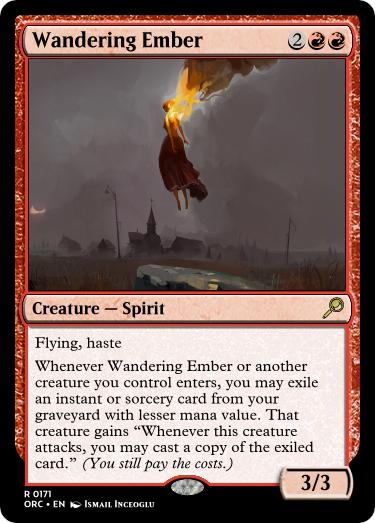 Wandering Ember 2
Creature — Spirit
Flying, haste
Whenever Wandering Ember or another
creature you control enters, you may exile
an instant or sorcery card from your
graveyard with lesser mana value. That
creature gains “Whenever this creature
attacks, you may cast a copy of the exiled
card.” (You still pay the costs.)
3/3
R 0171
ORC • EN Ismail Inceoglu